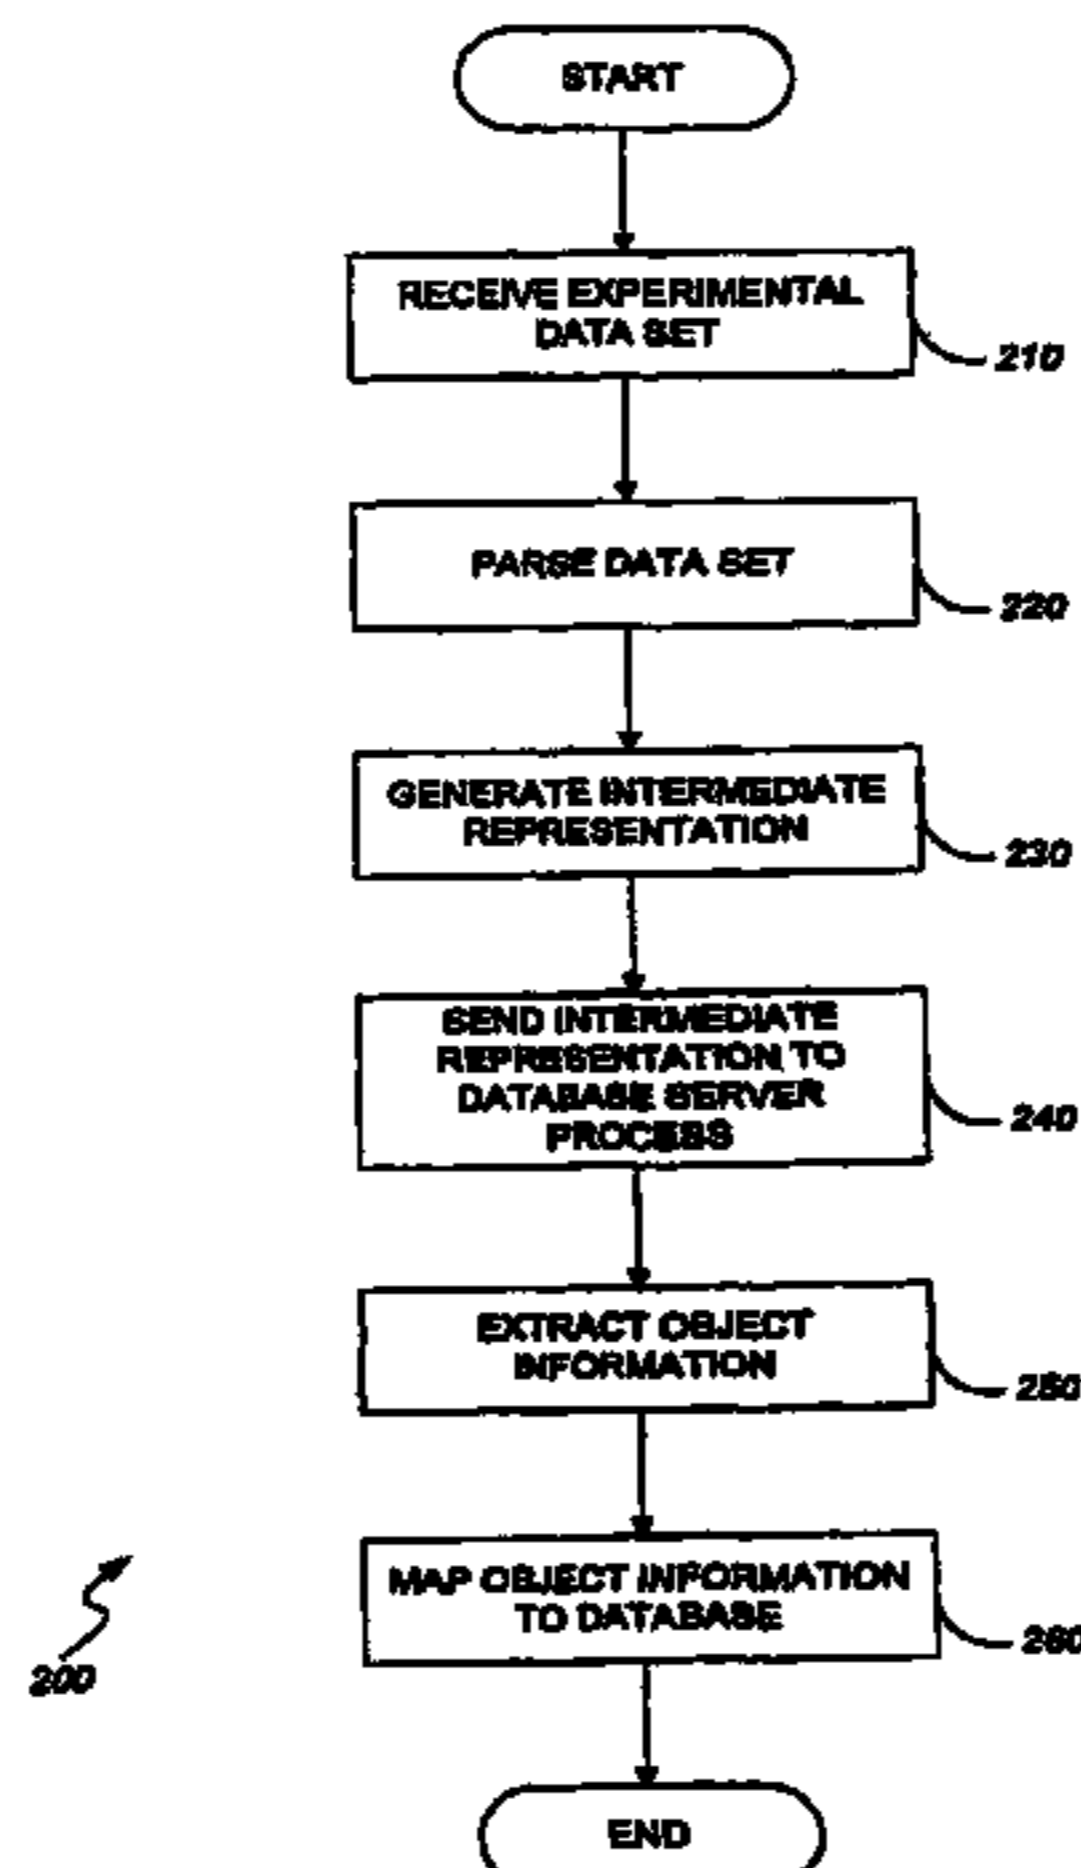 START
RECEIVE EXPERIMENTAL
DATA SET
210
PARSE DATA SET
220
GENERATE INTERMEDIATE
REPRESENTATION
230
SEND INTERMEDIATE
REPRESENTATION TO
DATABASE SERVER
PROCESS
240
EXTRACT OBJECT
INFORMATION
250
MAP OBJECT INFORMATION
TO DATABASE
260
200
END